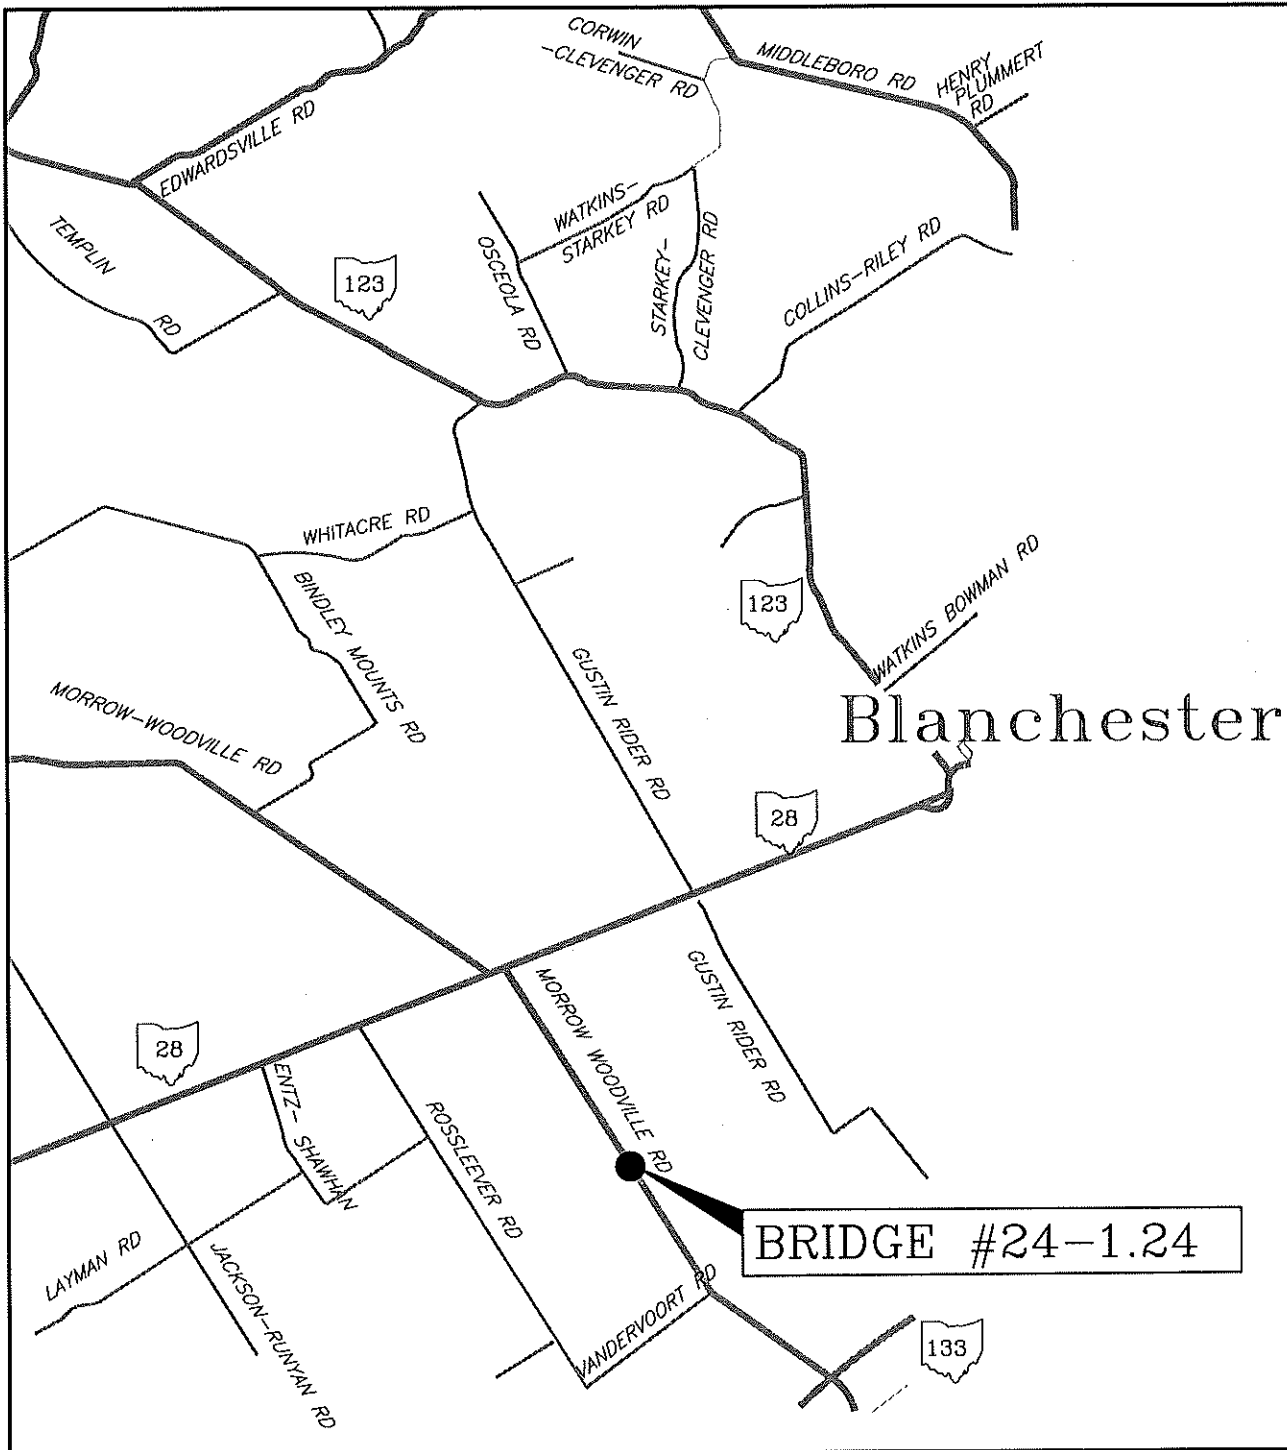 CORWIN
-CLEVENGER RD
MIDDLEBORO RD
HENRY
PLUMMERT
RD
EDWARDSVILLE RD
WATKINS-
STARKEY RD
TEMPLIN
RD
OSCEOLA RD
STARKEY-
CLEVENGER RD
COLLINS-RILEY RD
123
WHITACRE RD
BINDLEY MOUNTS RD
123
WATKINS BOWMAN RD
GUSTIN RIDER RD
MORROW-WOODVILLE RD
Blanchester
28
MORROW WOODVILLE RD
GUSTIN RIDER RD
28
ENTZ- SHAWHAN
ROSSLEEVER RD
BRIDGE #24-1.24
LAYMAN RD
JACKSON-RUNYAN RD
VANDERVOORT RD
133